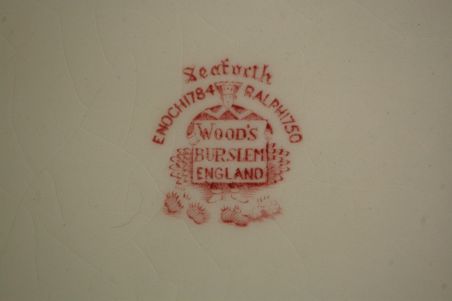 Seaforth
ENOCH1784 RALPH1750
WOOD'S
BURSLEM
ENGLAND